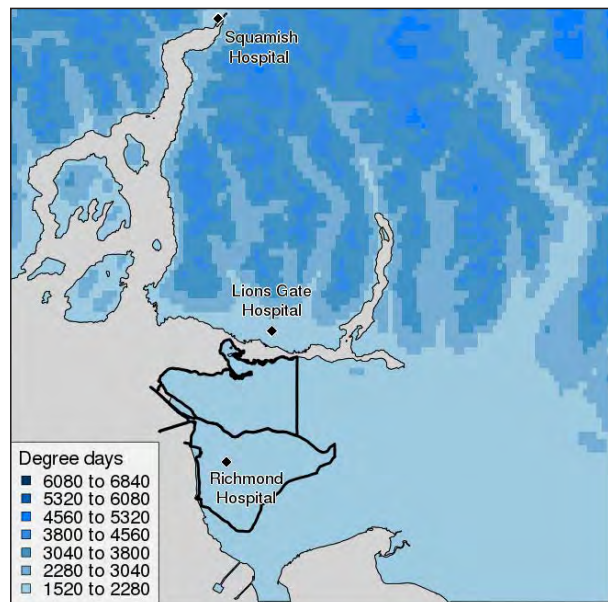 Squamish
Hospital
Lions Gate
Hospital
Richmond
Hospital
Degree days
6080 to 6840
5320 to 6080
4560 to 5320
3800 to 4560
3040 to 3800
2280 to 3040
1520 to 2280